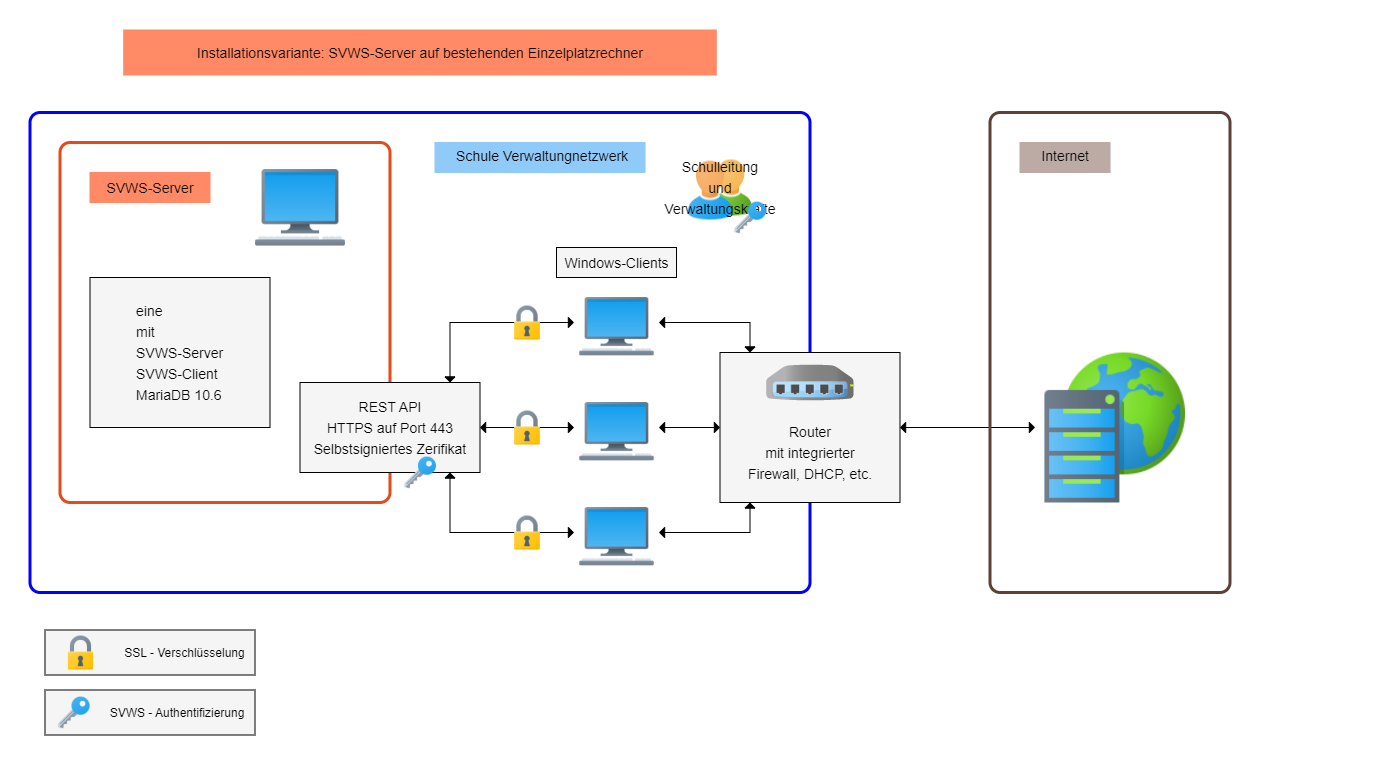 Installationsvariante: SVWS-Server auf bestehenden Einzelplatzrechner
SVWS-Server
Schule Verwaltungnetzwerk
Schulleitung
und
Verwaltungskräfte
Internet
Windows-Clients
eine
mit
SVWS-Server
SVWS-Client
MariaDB 10.6
REST API
HTTPS auf Port 443
Selbstsigniertes Zerifikat
Router
mit integrierter
Firewall, DHCP, etc.
SSL - Verschlüsselung
SVWS - Authentifizierung